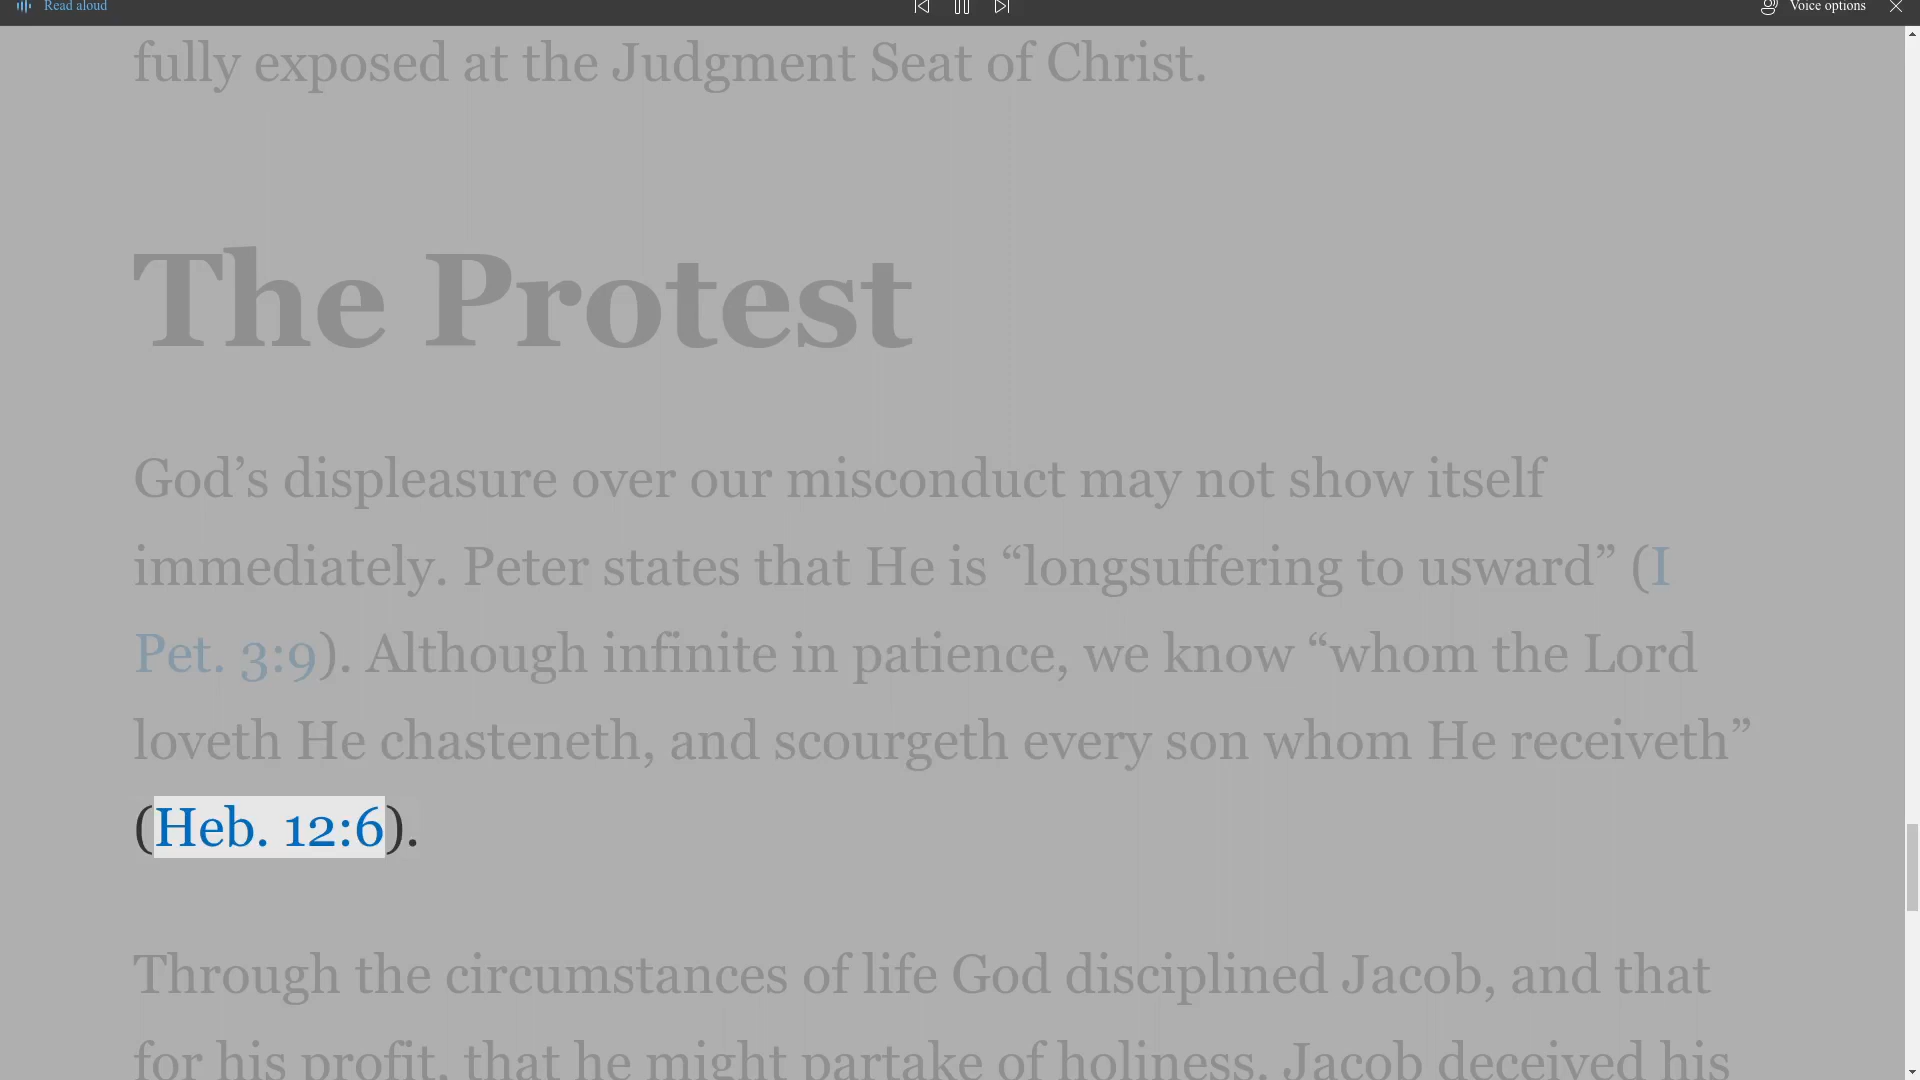 Read aloud
Voice options
fully exposed at the Judgment Seat of Christ.
The Protest
God’s displeasure over our misconduct may not show itself
immediately. Peter states that He is “longsuffering to usward” (I
Pet. 3:9). Although infinite in patience, we know “whom the Lord
loveth He chasteneth, and scourgeth every son whom He receiveth”
(Heb. 12:6).
Through the circumstances of life God disciplined Jacob, and that
for his profit, that he might partake of holiness. Jacob deceived his